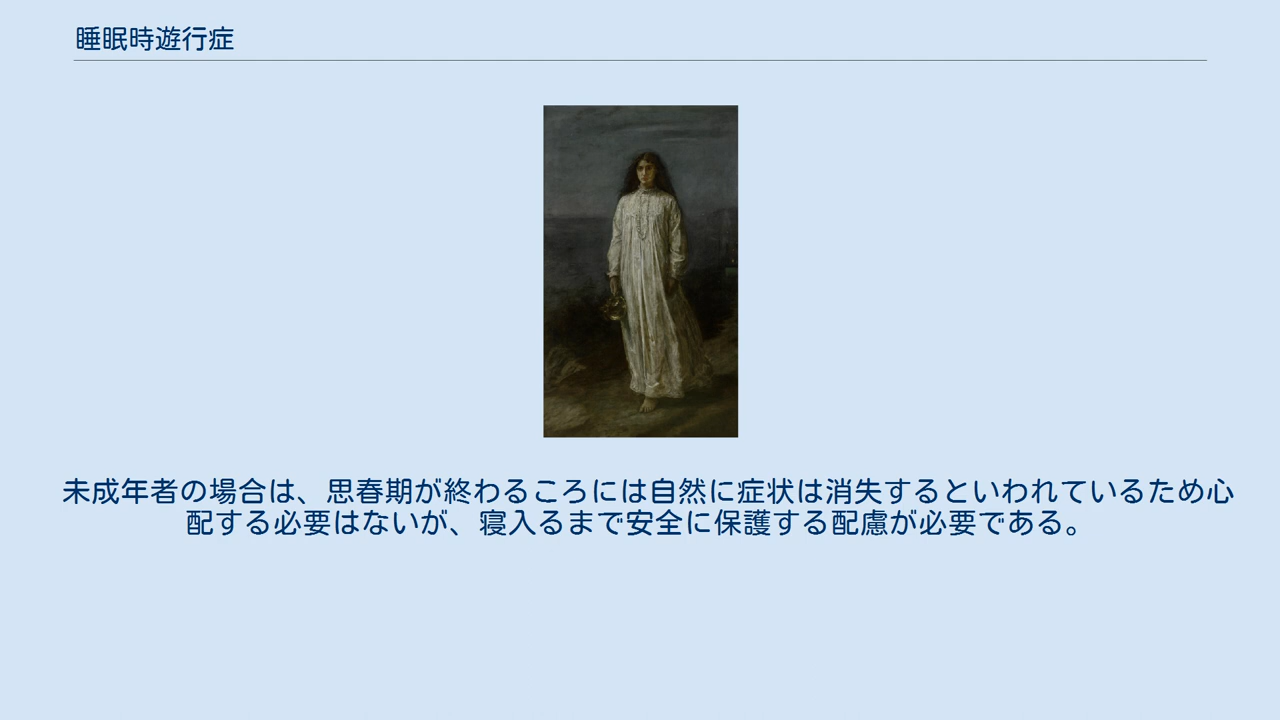 睡眠時遊行症
未成年者の場合は、思春期が終わるころには自然に症状は消失するといわれているため心
配する必要はないが、寝入るまで安全に保護する配慮が必要である。